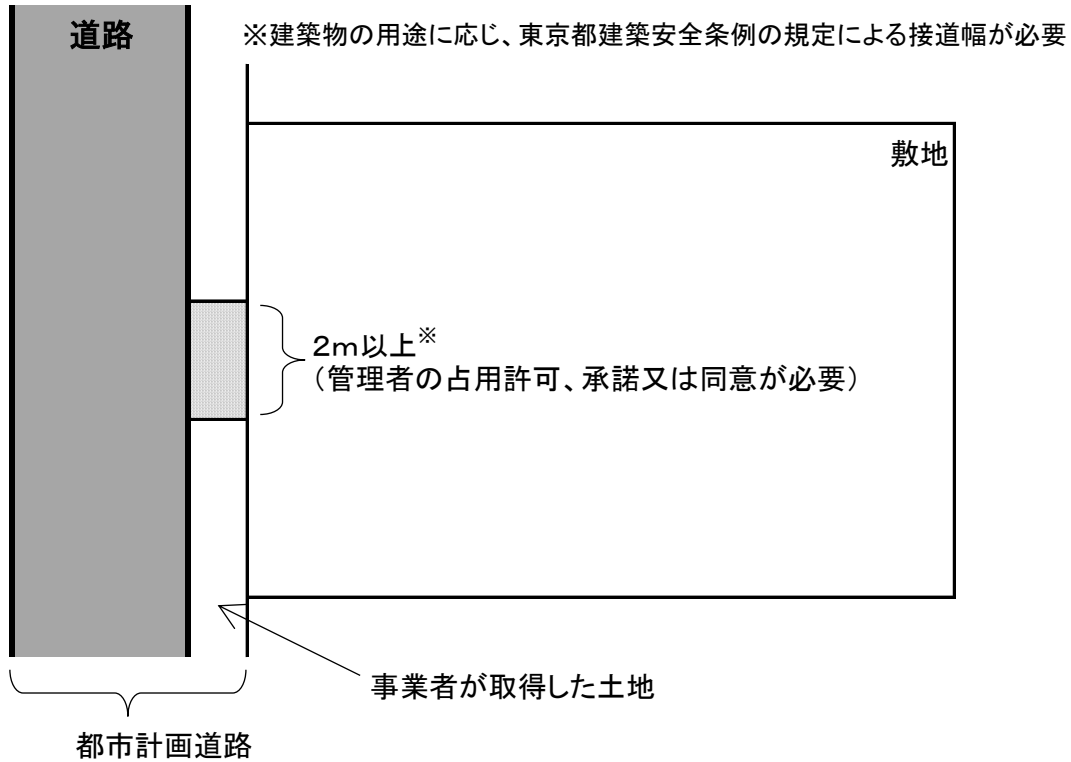 道路
※建築物の用途に応じ、東京都建築安全条例の規定による接道幅が必要
敷地
2m以上※
（管理者の占用許可、承諾又は同意が必要）
事業者が取得した土地
都市計画道路